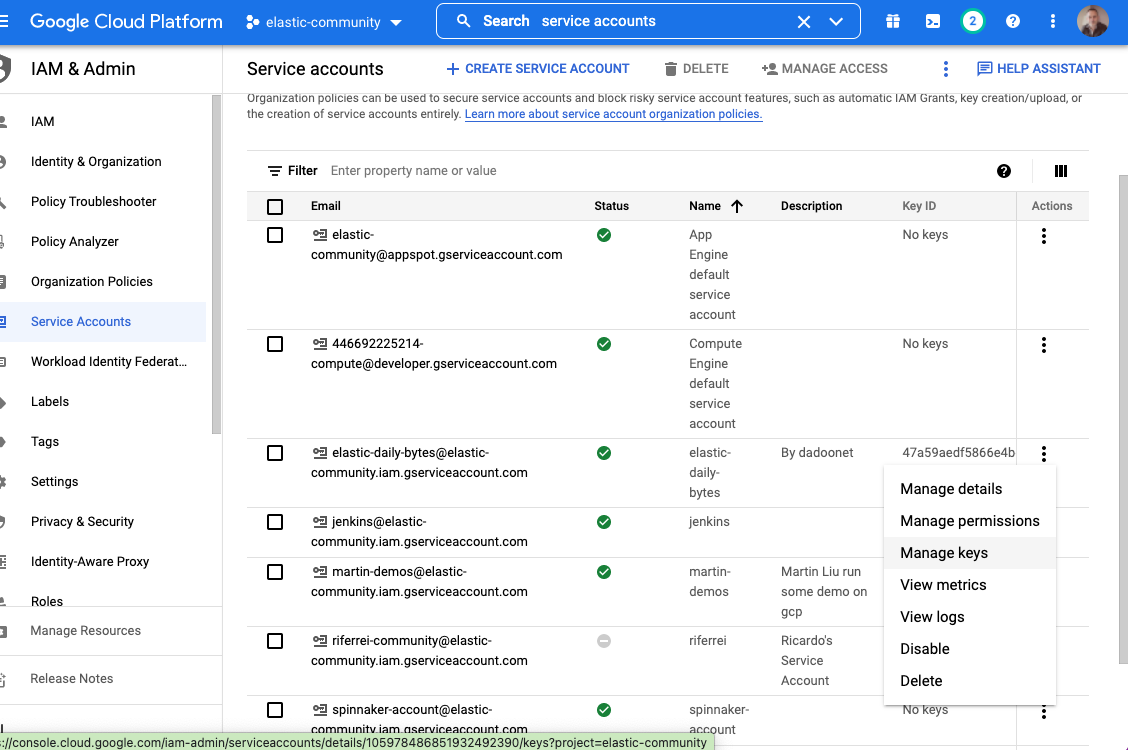 Google Cloud Platform
elastic-community
Search service accounts
2
IAM & Admin
Service accounts
CREATE SERVICE ACCOUNT
DELETE
MANAGE ACCESS
HELP ASSISTANT
IAM
Identity & Organization
Policy Troubleshooter
Policy Analyzer
Organization Policies
Service Accounts
Workload Identity Federat...
Labels
Tags
Settings
Privacy & Security
Identity-Aware Proxy
Roles
Manage Resources
Release Notes
Organization policies can be used to secure service accounts and block risky service account features, such as automatic IAM Grants, key creation/upload, or
the creation of service accounts entirely. Learn more about service account organization policies.
Filter Enter property name or value
Email Status Name Description Key ID Actions
elastic-
community@appspot.gserviceaccount.com
App
Engine
default
service
account
No keys
446692225214-
compute@developer.gserviceaccount.com
Compute
Engine
default
service
account
No keys
elastic-daily-bytes@elastic-
community.iam.gserviceaccount.com
elastic-
daily-
bytes
By dadoonet
47a59aedf5866e4b
jenkins@elastic-
community.iam.gserviceaccount.com
jenkins
martin-demos@elastic-
community.iam.gserviceaccount.com
martin-
demos
Martin Liu run
some demo on
gcp
riferrei-community@elastic-
community.iam.gserviceaccount.com
riferrei
Ricardo's
Service
Account
spinnaker-account@elastic-
community.iam.gserviceaccount.com
spinnaker-
account
No keys
Manage details
Manage permissions
Manage keys
View metrics
View logs
Disable
Delete
s://console.cloud.google.com/iam-admin/serviceaccounts/details/105978486851932492390/keys?project=elastic-community